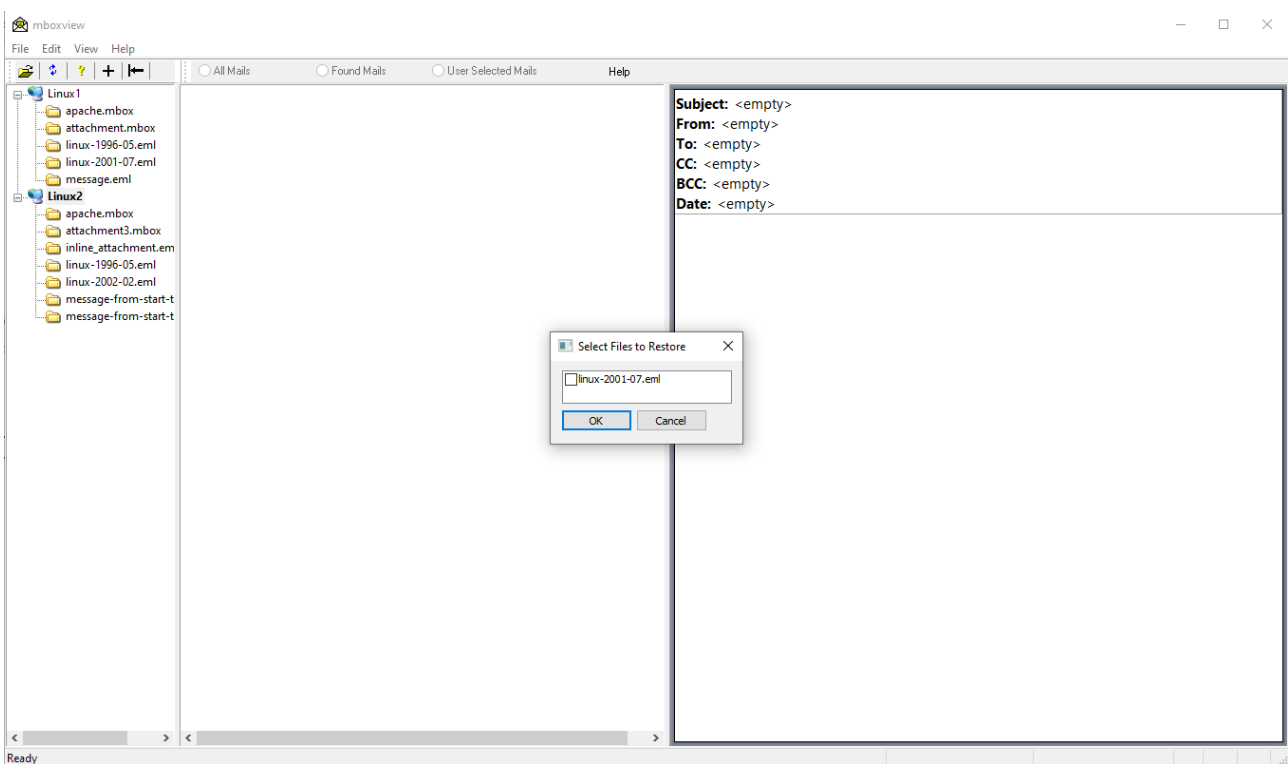 mboxview
File Edit View Help
All Mails Found Mails User Selected Mails Help
Linux1
apache.mbox
attachment.mbox
linux-1996-05.eml
linux-2001-07.eml
message.eml
Linux2
apache.mbox
attachment3.mbox
inline_attachment.em
linux-1996-05.eml
linux-2002-02.eml
message-from-start-t
message-from-start-t
Subject: <empty>
From: <empty>
To: <empty>
CC: <empty>
BCC: <empty>
Date: <empty>
Select Files to Restore
linux-2001-07.eml
OK Cancel
Ready